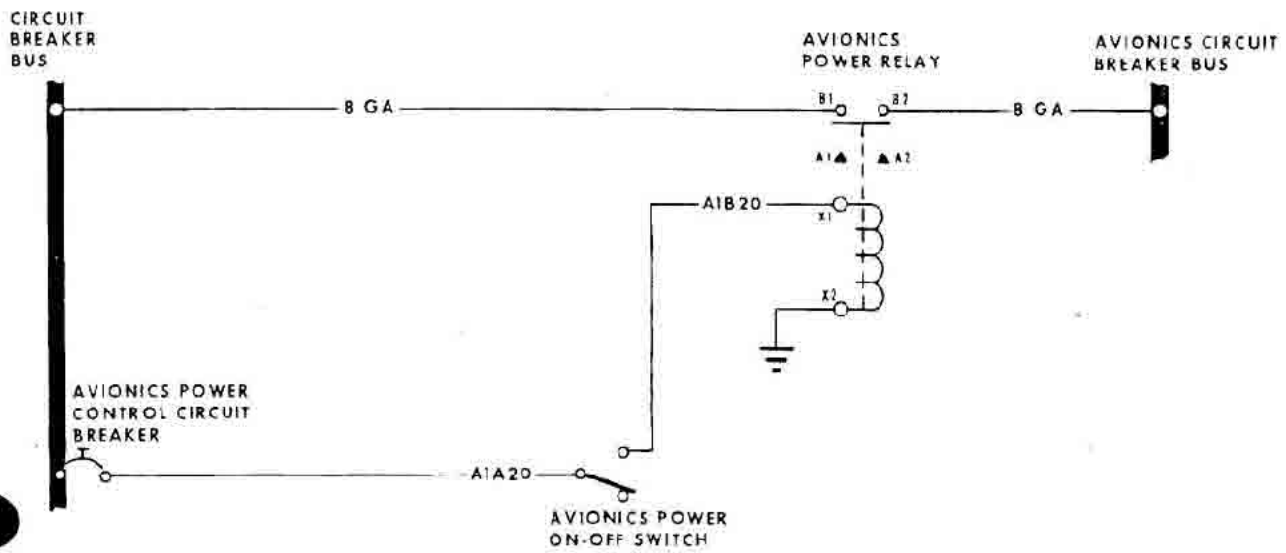 CIRCUIT
BREAKER
BUS
AVIONICS
POWER RELAY
AVIONICS CIRCUIT
BREAKER BUS
8 GA
B1
B2
8 GA
A1
A2
A1B20
X1
X2
AVIONICS POWER
CONTROL CIRCUIT
BREAKER
A1A20
AVIONICS POWER
ON-OFF SWITCH